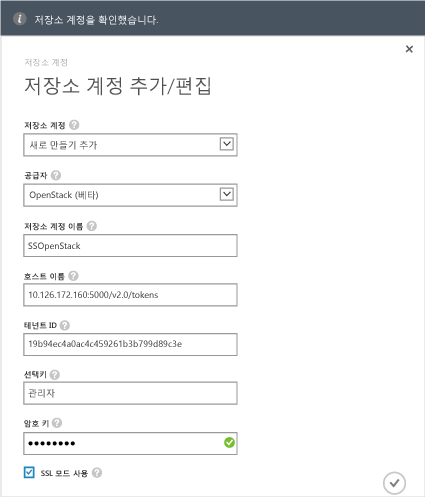 저장소 계정을 확인했습니다.
저장소 계정
저장소 계정 추가/편집
저장소 계정
새로 만들기 추가
공급자
OpenStack (베타)
저장소 계정 이름
SSOpenStack
호스트 이름
10.126.172.160:5000/v2.0/tokens
테넌트 ID
19b94ec4a0ac4c459261b3b799d89c3e
선택키
관리자
암호 키
●●●●●●●●
SSL 모드 사용